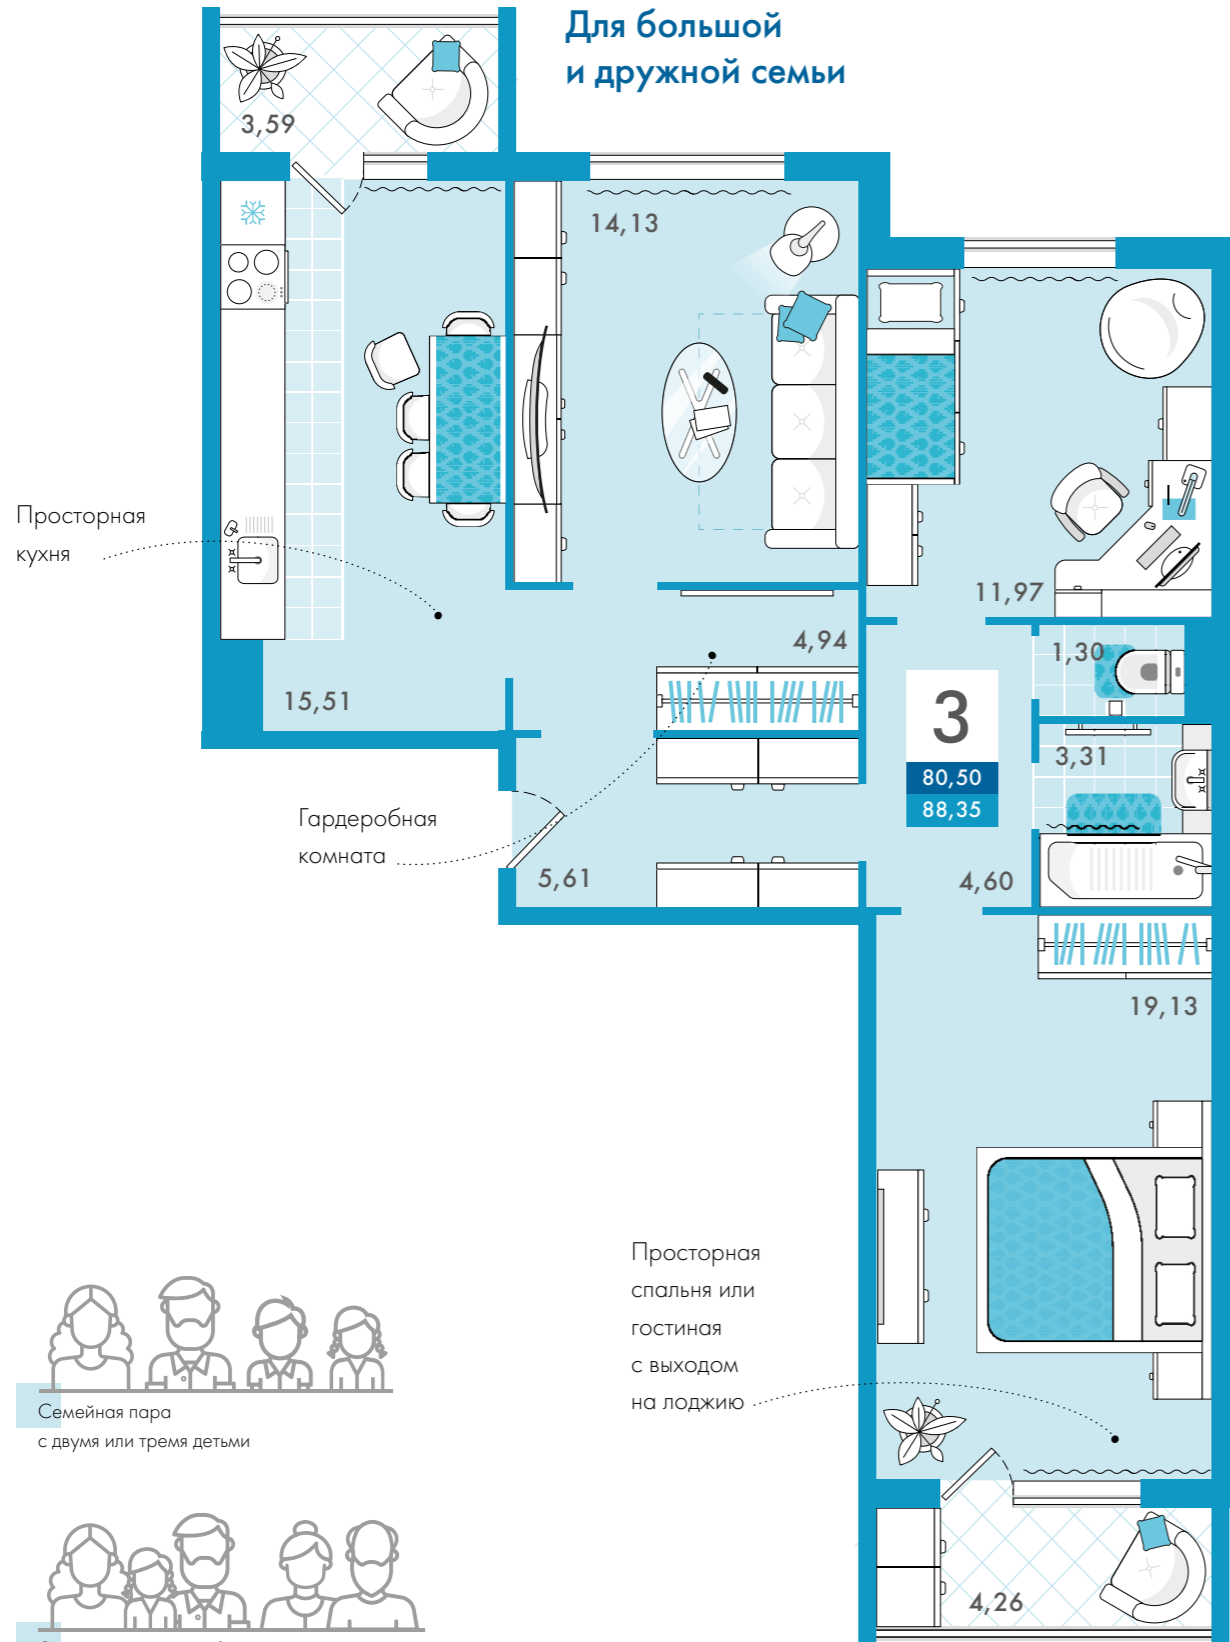 Для большой
и дружной семьи
3,59
14,13
Просторная
кухня
11,97
4,94
1,30
15,51
3
80,50
88,35
3,31
Гардеробная
комната
5,61
4,60
19,13
Просторная
спальня или
гостиная
с выходом
на лоджию
Семейная пара
с двумя или тремя детьми
4,26